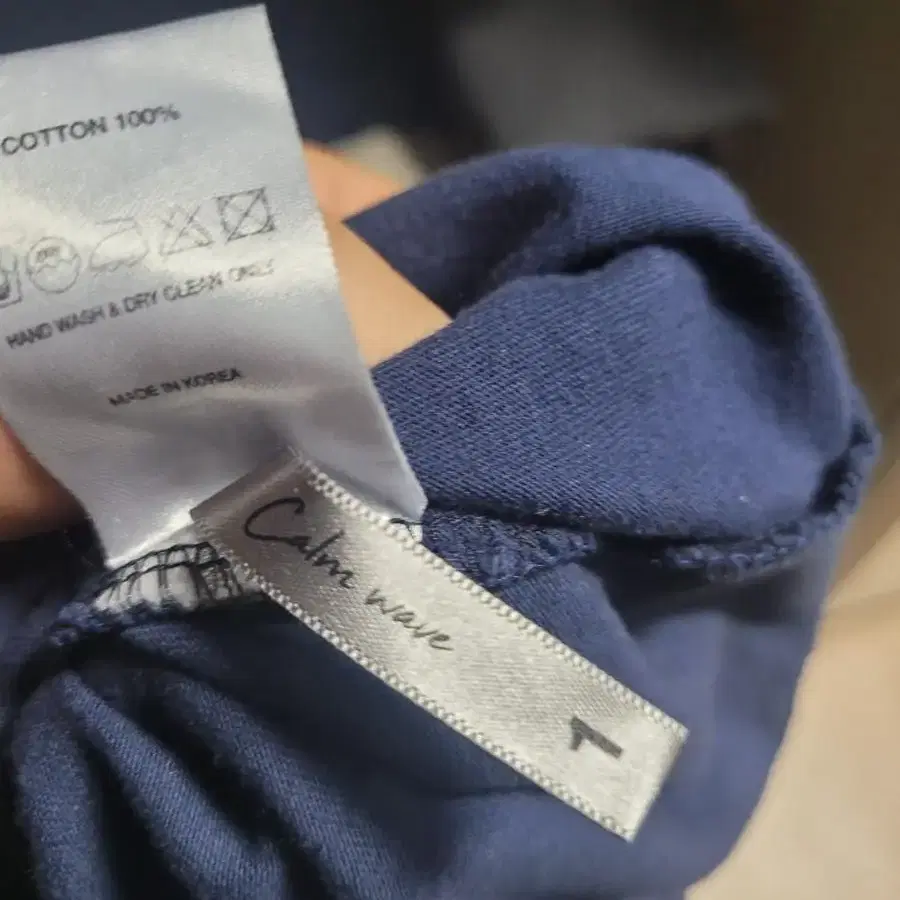 COTTON 100%
HAND WASH & DRY CLEAN ONLY
MADE IN KOREA
Calm wave
1